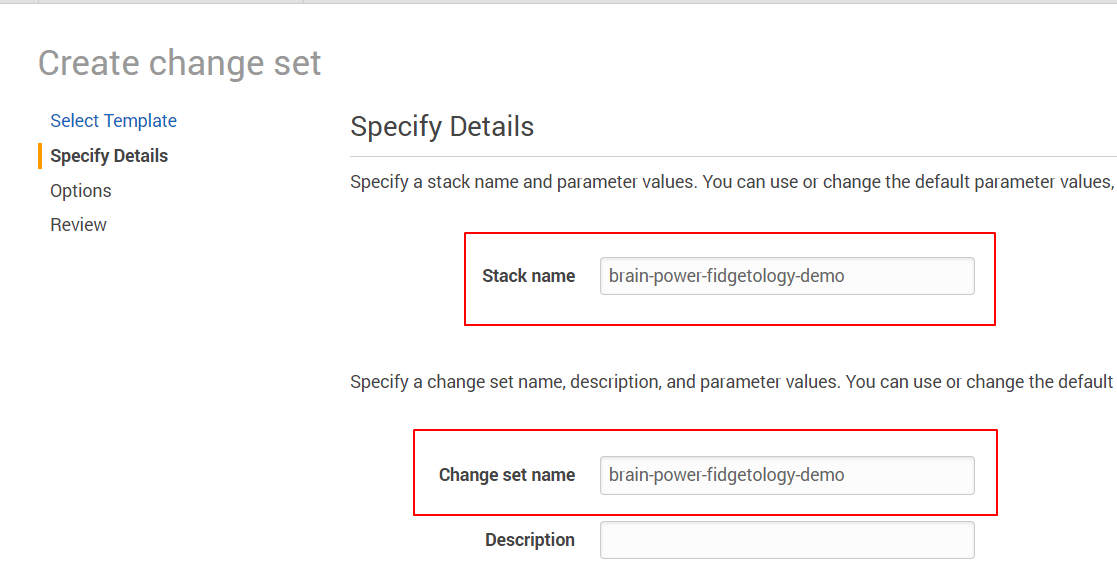 Create change set
Select Template
Specify Details
Options
Review
Specify Details
Specify a stack name and parameter values. You can use or change the default parameter values,
Stack name brain-power-fidgetology-demo
Specify a change set name, description, and parameter values. You can use or change the default
Change set name brain-power-fidgetology-demo
Description